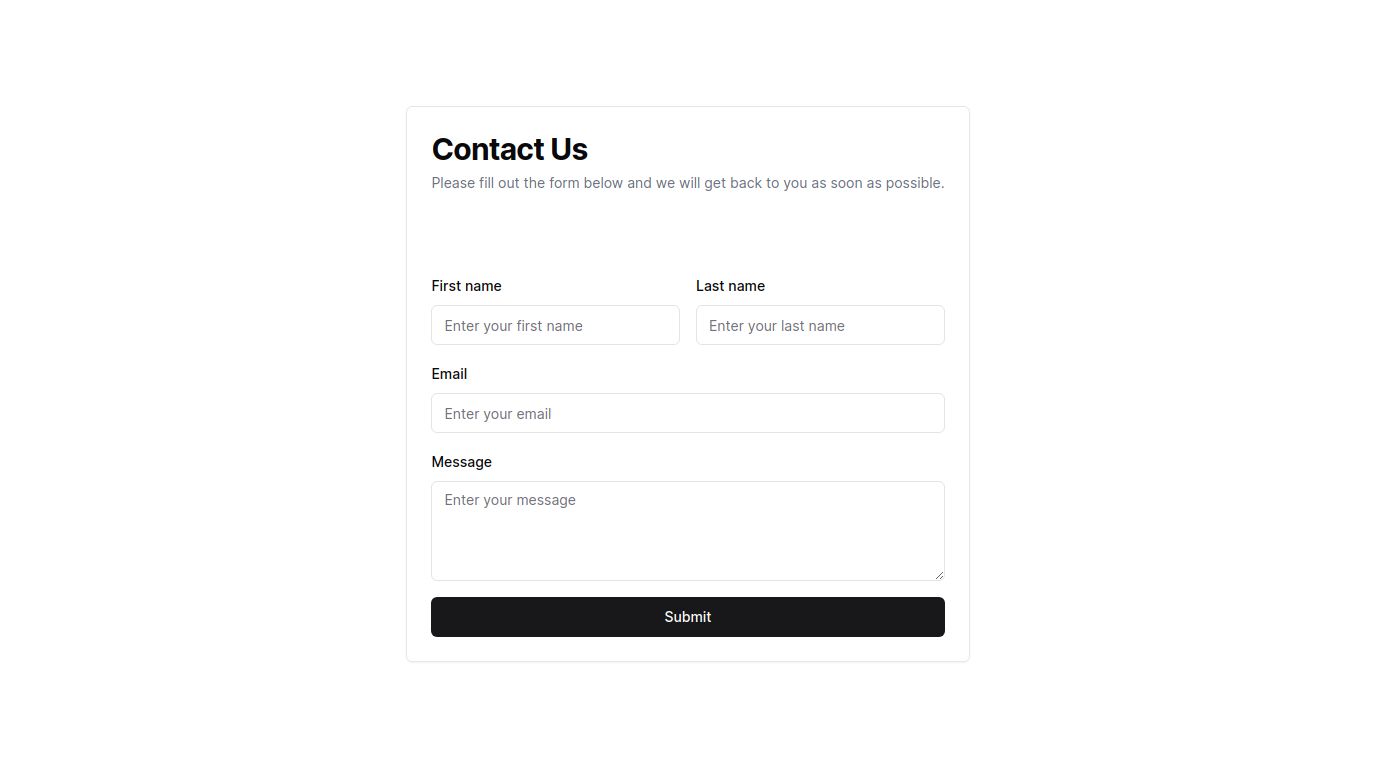 Contact Us
Please fill out the form below and we will get back to you as soon as possible.
First name
Last name
Enter your first name
Enter your last name
Email
Enter your email
Message
Enter your message
Submit